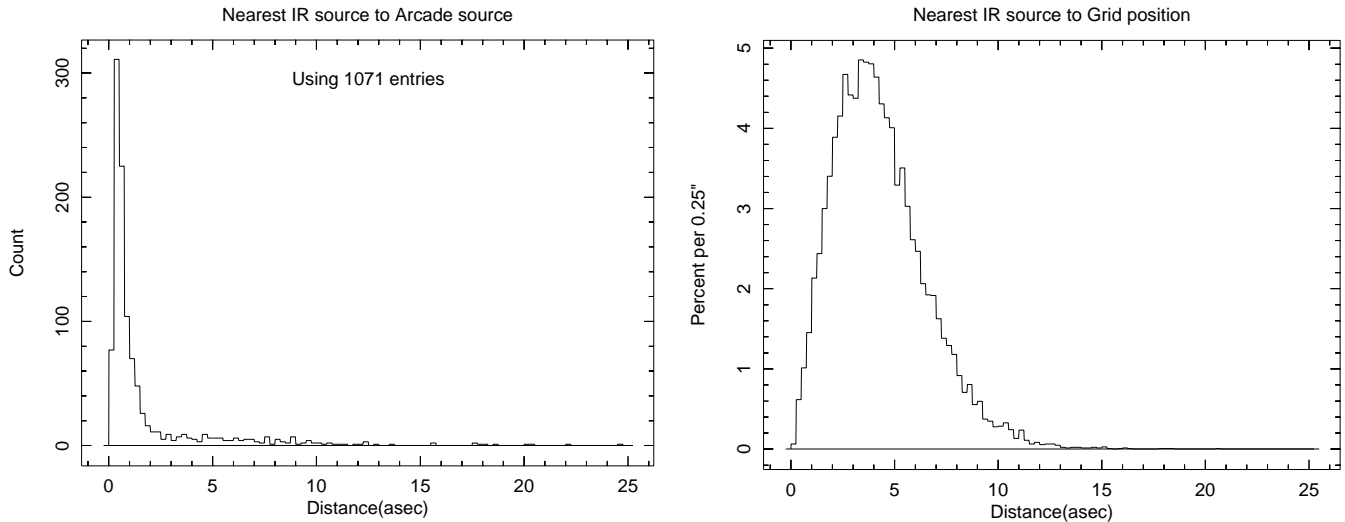 Nearest IR source to Arcade source
Using 1071 entries
Count
300
200
100
0
0 5 10 15 20 25
Distance(asec)
Nearest IR source to Grid position
Percent per 0.25"
5
4
3
2
1
0
0 5 10 15 20 25
Distance(asec)